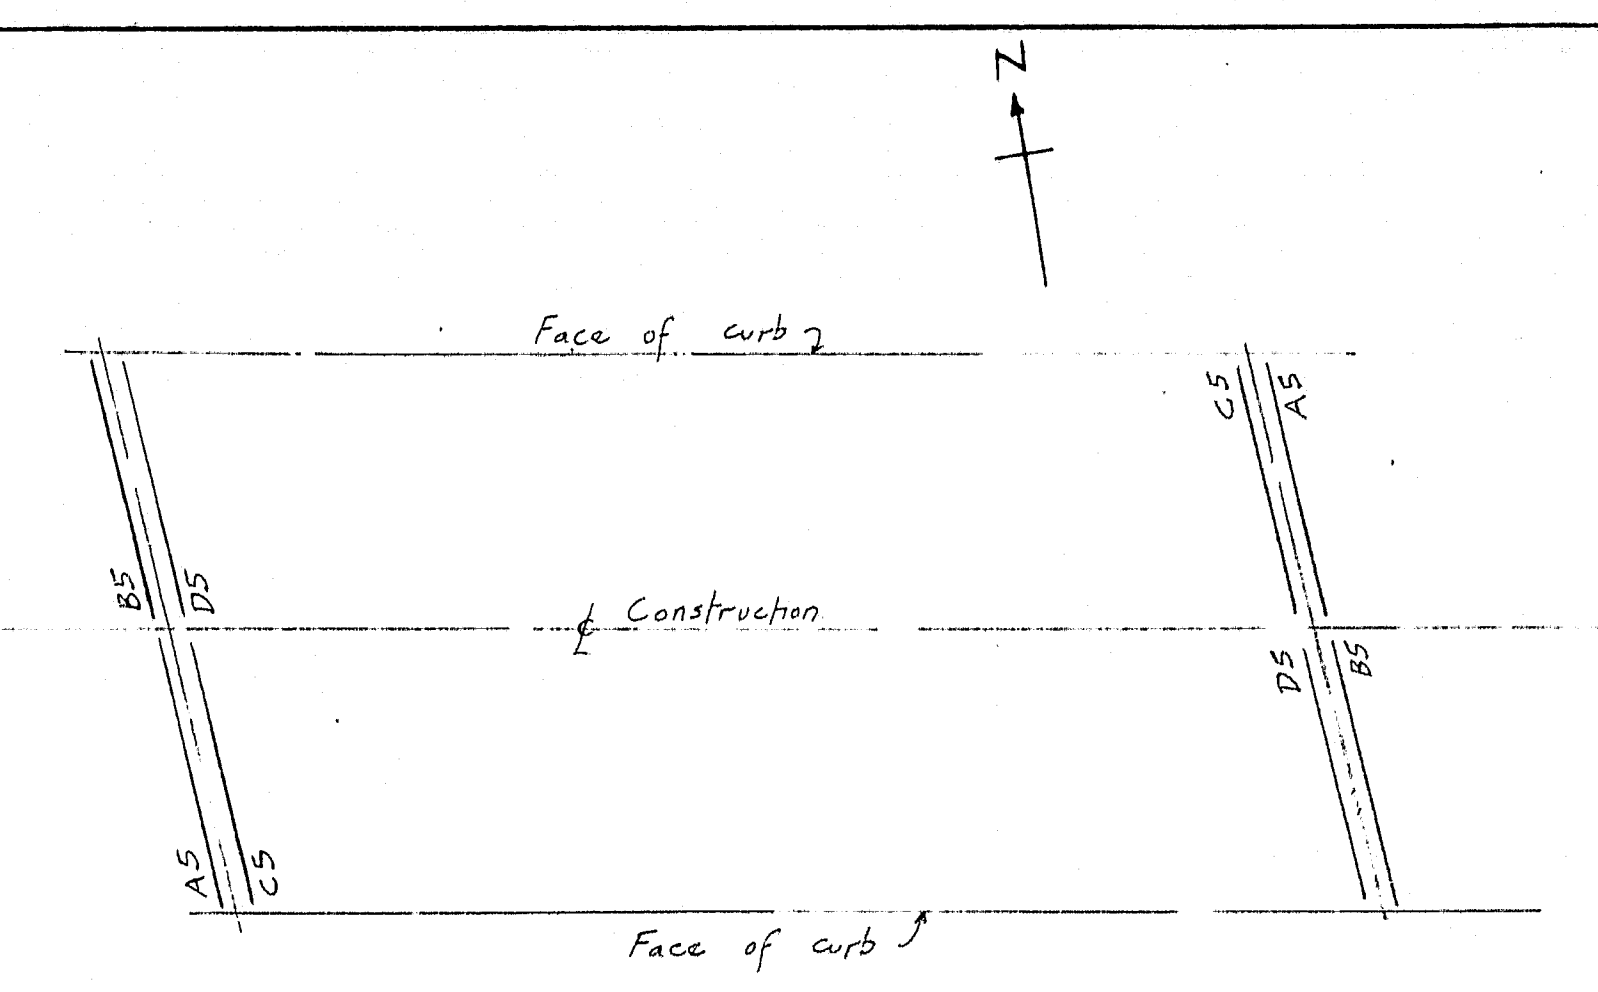 N
Face of curb
C5
A5
B5
D5
℄ Construction
D5
B5
A5
C5
Face of curb